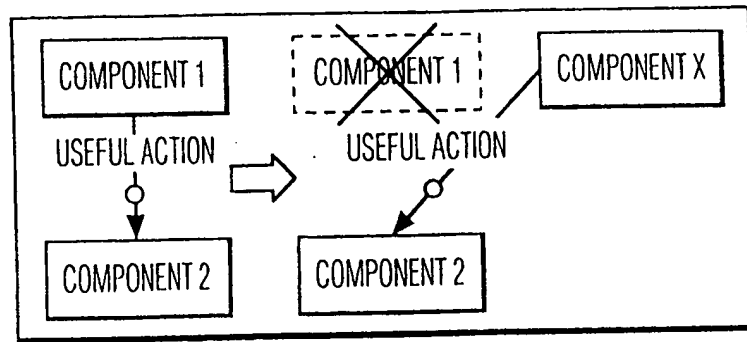 COMPONENT 1
USEFUL ACTION
COMPONENT 2
COMPONENT 1
COMPONENT X
USEFUL ACTION
COMPONENT 2